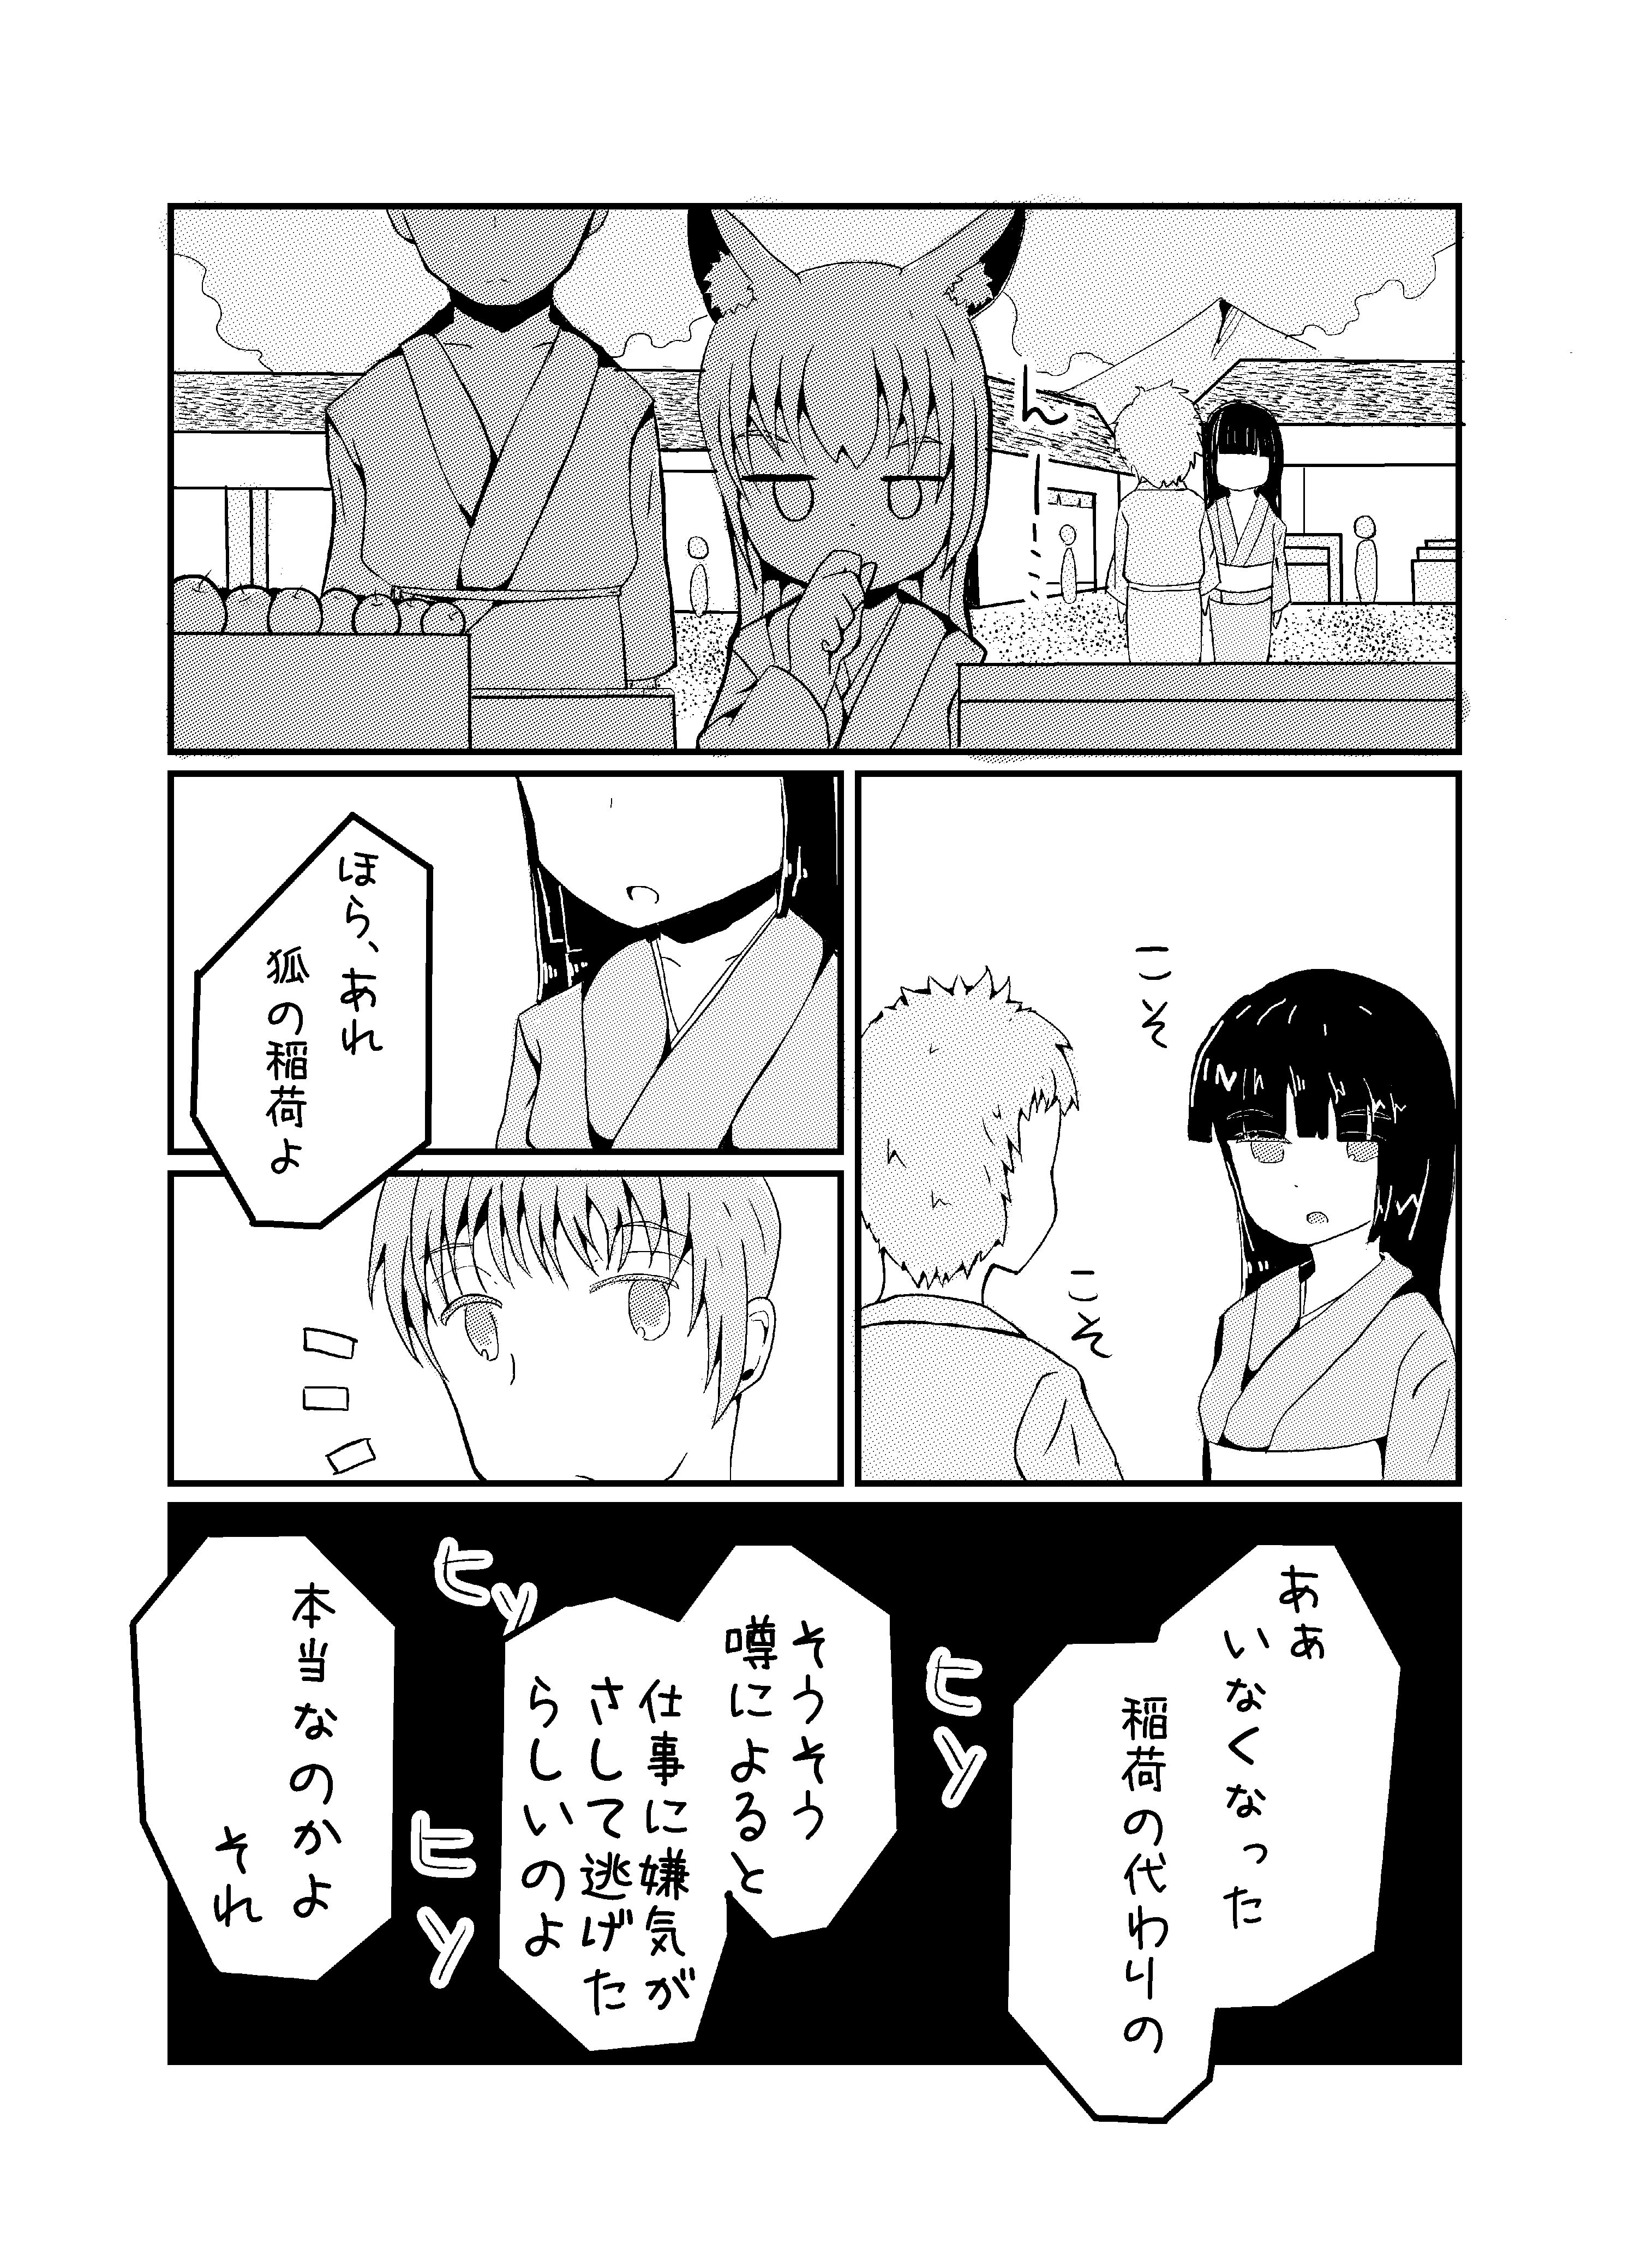 んー…
こそ
こそ
ほら、あれ
狐の稲荷よ
ああ
いなくなった
稲荷の代わりの
ヒソ
そうそう
噂によると
仕事に嫌気が
さして逃げた
らしいのよ
ヒソ
ヒソ
本当なのかよ
それ